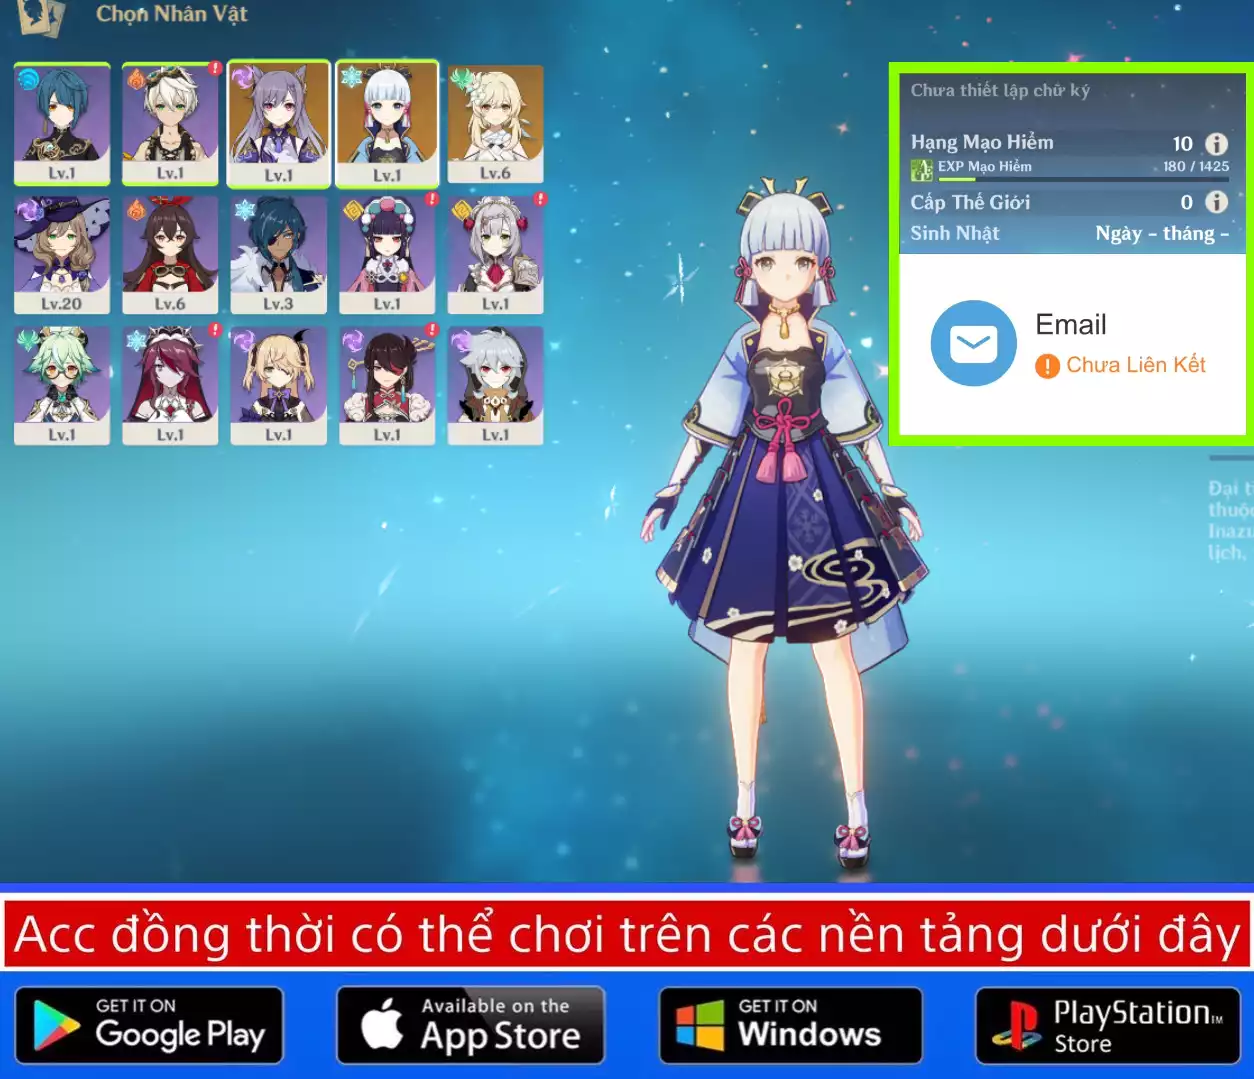 Chọn Nhân Vật
Lv.1 Lv.1 Lv.1 Lv.1 Lv.6
Lv.20 Lv.6 Lv.3 Lv.1 Lv.1
Lv.1 Lv.1 Lv.1 Lv.1 Lv.1
Chưa thiết lập chữ ký
Hạng Mạo Hiểm 10
EXP Mạo Hiểm 180 / 1425
Cấp Thế Giới 0
Sinh Nhật Ngày - tháng -
Email
Chưa Liên Kết
Đại
thuộc
lịch,
Acc đồng thời có thể chơi trên các nền tảng dưới đây
GET IT ON
Google Play
Available on the
App Store
GET IT ON
Windows
PlayStation™
Store